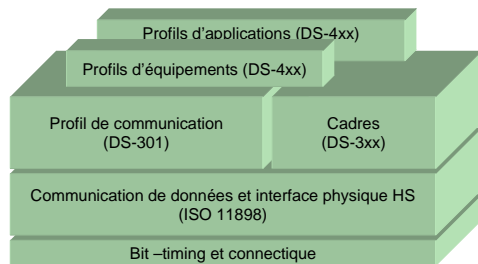 Profils d'applications (DS-4xx)
Profils d'équipements (DS-4xx)
Profil de communication
(DS-301)
Cadres
(DS-3xx)
Communication de données et interface physique HS
(ISO 11898)
Bit –timing et connectique